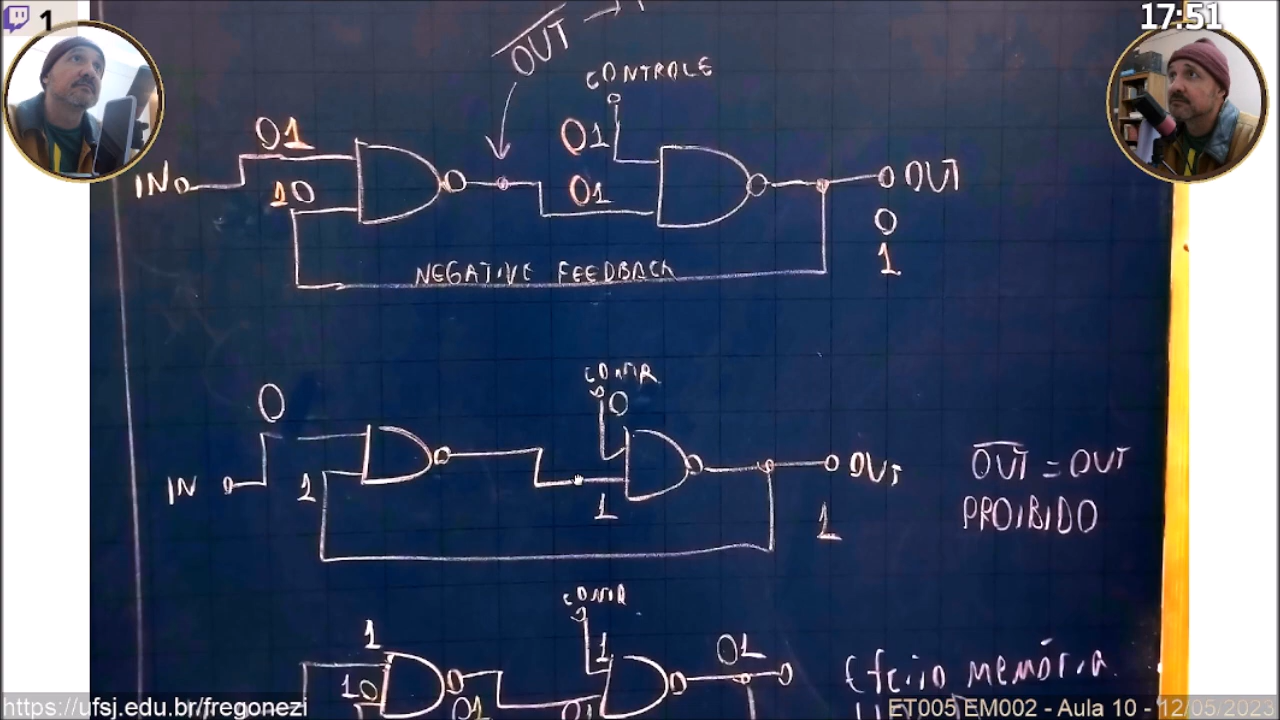 1
17:51
OUT
CONTROLE
01
01
IN
10
01
OUT
0
1
NEGATIVE FEEDBACK
CONTR
0
0
IN
1
1
OUT
1
OUT = OUT
PROIBIDO
CONTR
1
1
01
10
01
01
Efeito memória
https://ufsj.edu.br/fregonezi
ET005 EM002 - Aula 10 - 12/05/2023